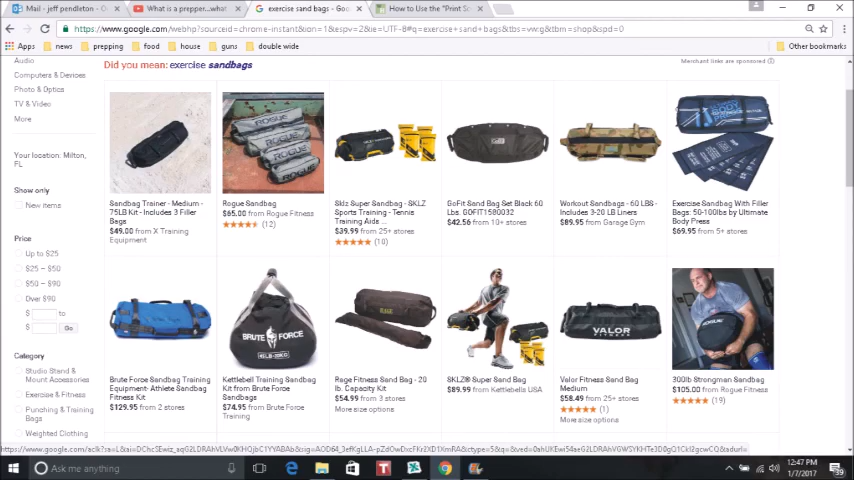 Mail - jeff pendleton - O
What is a prepper...what
exercise sand bags - Goo
How to Use the "Print S
https://www.google.com/webhp?sourceid=chrome-instant&ion=1&espv=2&ie=UTF-8#q=exercise+sand+bags&tbs=vw:g&tbm=shop&spd=0
Apps
news
prepping
food
house
guns
double wide
Other bookmarks
Audio
Computers & Devices
Photo & Optics
TV & Video
More
Your location: Milton,
FL
Show only
New items
Price
Up to $25
$25 – $50
$50 – $90
Over $90
$ to
$ Go
Category
Studio Stand &
Mount Accessories
Exercise & Fitness
Punching & Training
Bags
Weighted Clothing
Did you mean: exercise sandbags
Merchant links are sponsored
Sandbag Trainer - Medium -
75LB Kit - Includes 3 Filler
Bags
$49.00 from X Training
Equipment
ROGUE
Rogue Sandbag
$65.00 from Rogue Fitness
(12)
Sklz Super Sandbag - SKLZ
Sports Training - Tennis
Training Aids ...
$39.99 from 25+ stores
(10)
GoFit Sand Bag Set Black 60
Lbs. GOFIT1580032
$42.56 from 10+ stores
Workout Sandbags - 60 LBS -
Includes 3-20 LB Liners
$89.95 from Garage Gym
Exercise Sandbag With Filler
Bags: 50-100lbs by Ultimate
Body Press
$69.95 from 5+ stores
Brute Force Sandbag Training
Equipment- Athlete Sandbag
Athlete Kit
$129.95 from 2 stores
BRUTE FORCE
Kettlebell Training Sandbag
Kit from Brute Force
Sandbags
$74.95 from Brute Force
Training
Rage Fitness Sand Bag - 20
lb. Capacity Kit
$54.99 from 3 stores
More size options
SKLZ® Super Sand Bag
$89.99 from Kettlebells USA
VALOR
FITNESS
Valor Fitness Sand Bag
Medium
$58.49 from 25+ stores
(1)
More size options
ROGUE
300lb Strongman Sandbag
$105.00 from Rogue Fitness
(19)
Ask me anything
12:47 PM
1/7/2017
39